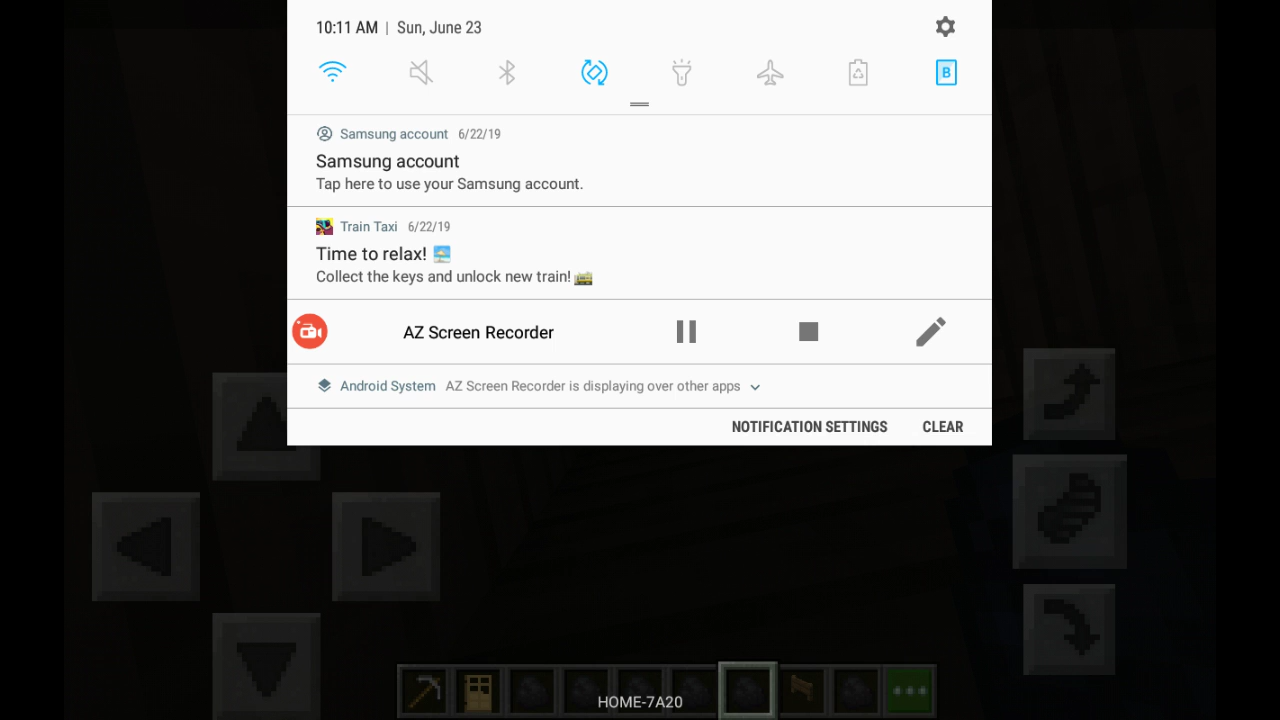 10:11 AM | Sun, June 23
B
Samsung account 6/22/19
Samsung account
Tap here to use your Samsung account.
Train Taxi 6/22/19
Time to relax!
Collect the keys and unlock new train!
AZ Screen Recorder
Android System AZ Screen Recorder is displaying over other apps
NOTIFICATION SETTINGS CLEAR
HOME-7A20